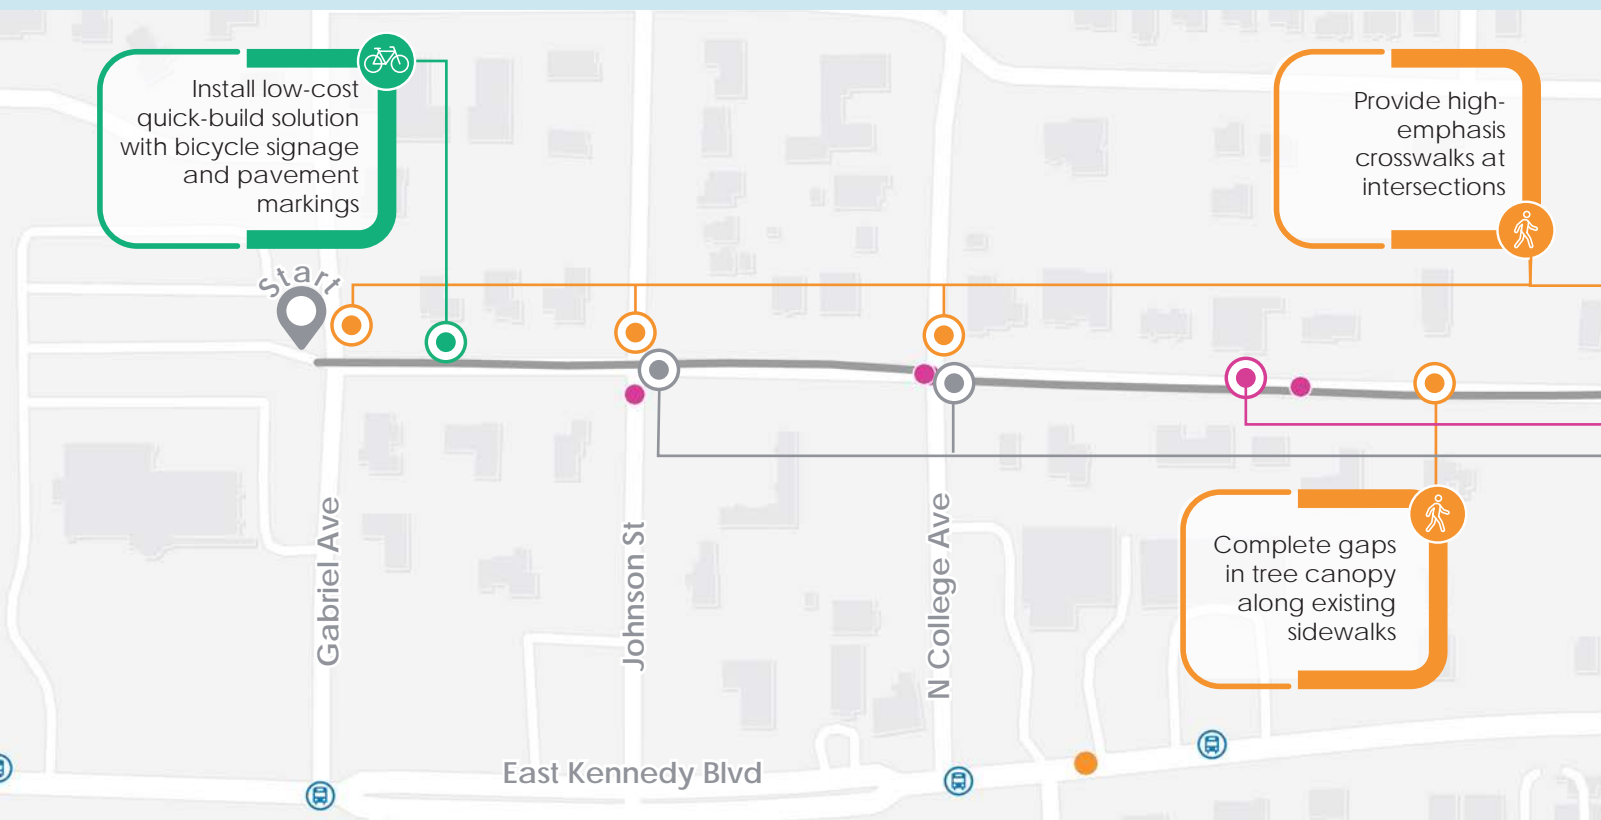 Install low-cost
quick-build solution
with bicycle signage
and pavement
markings
Provide high-
emphasis
crosswalks at
intersections
Start
Gabriel Ave
Johnson St
N College Ave
Complete gaps
in tree canopy
along existing
sidewalks
East Kennedy Blvd